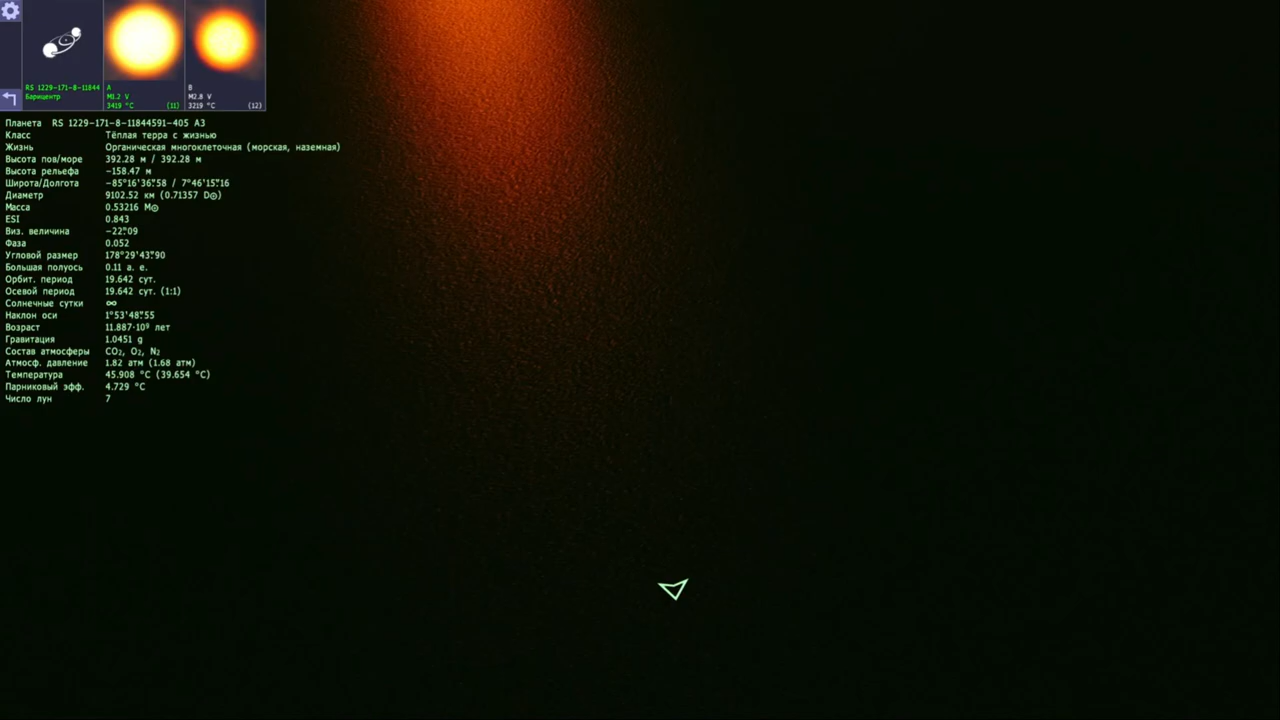 RS 1229-171-8-11844
Барицентр
A
M1.2 V
3419 °C (11)
B
M2.8 V
3219 °C (12)
Планета RS 1229-171-8-11844591-405 A3
Класс Тёплая терра с жизнью
Жизнь Органическая многоклеточная (морская, наземная)
Высота пов/море 392.28 м / 392.28 м
Высота рельефа -158.47 м
Широта/Долгота -85°16'36."58 / 7°46'15."16
Диаметр 9102.52 км (0.71357 D⊕)
Масса 0.53216 M⊕
ESI 0.843
Виз. величина -22.ᵐ09
Фаза 0.052
Угловой размер 178°29'43."90
Большая полуось 0.11 а. е.
Орбит. период 19.642 сут.
Осевой период 19.642 сут. (1:1)
Солнечные сутки ∞
Наклон оси 1°53'48."55
Возраст 11.887·10⁹ лет
Гравитация 1.0451 g
Состав атмосферы CO₂, O₂, N₂
Атмосф. давление 1.82 атм (1.68 атм)
Температура 45.908 °C (39.654 °C)
Парниковый эфф. 4.729 °C
Число лун 7